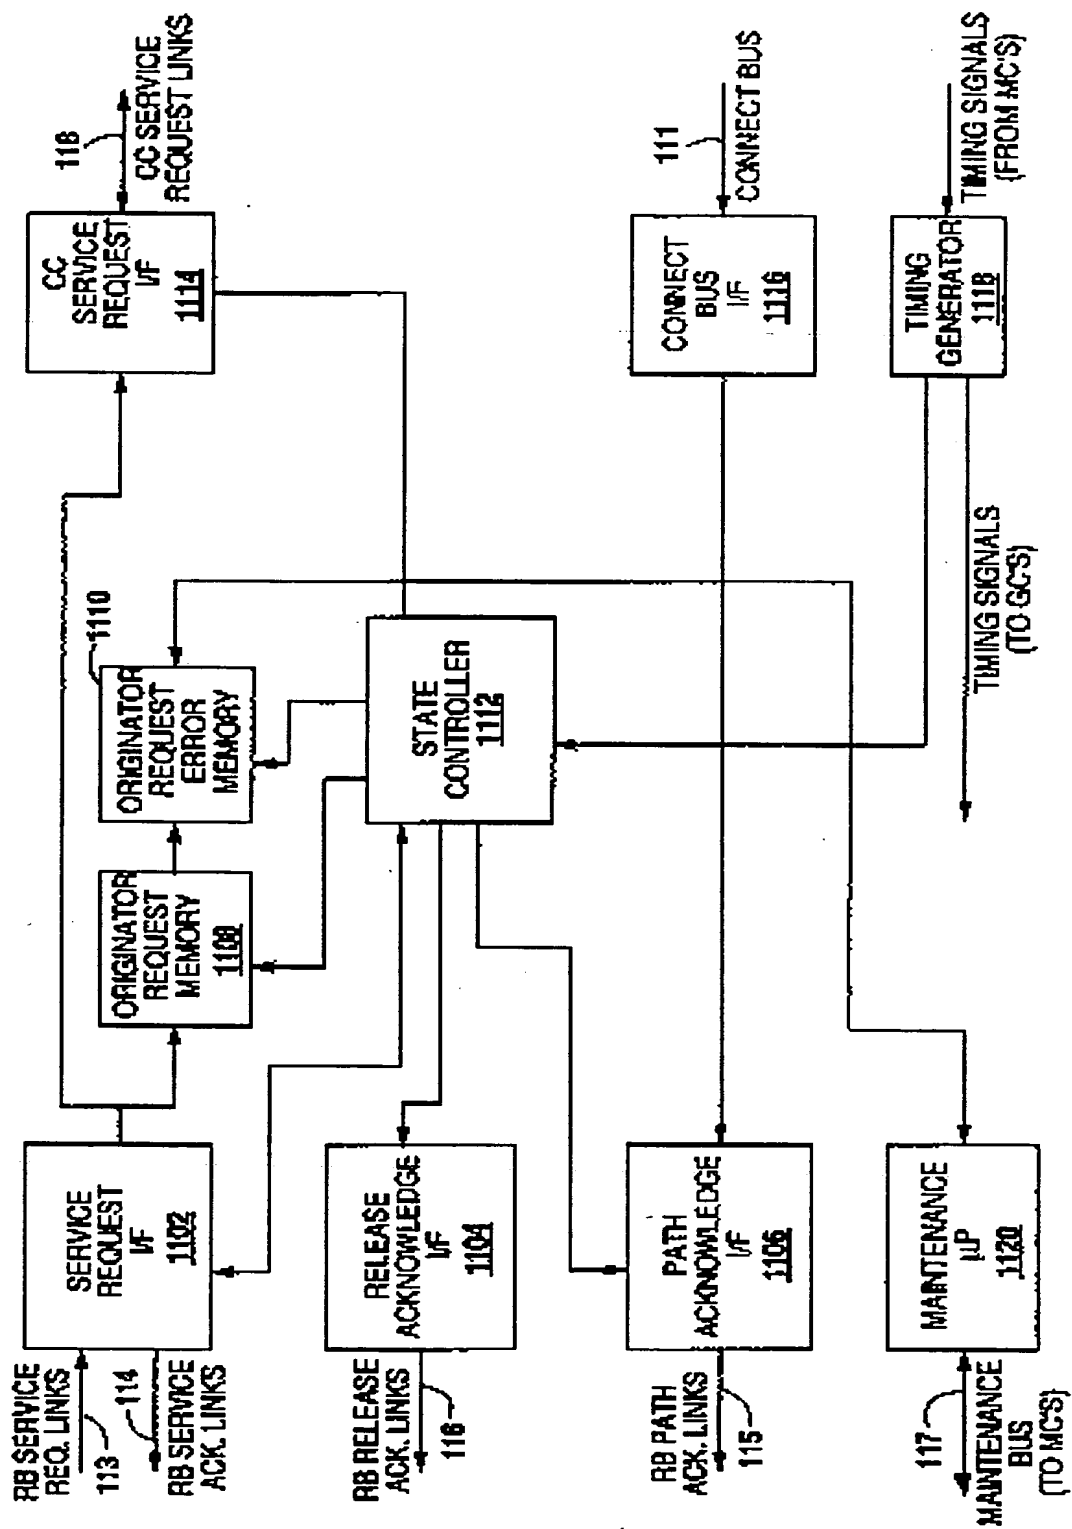 RB SERVICE
REQ. LINKS
113
114
RB SERVICE
ACK. LINKS
SERVICE
REQUEST
I/F
1102
ORIGINATOR
REQUEST
MEMORY
1108
1110
ORIGINATOR
REQUEST
ERROR
MEMORY
CC
SERVICE
REQUEST
I/F
1114
118
CC SERVICE
REQUEST LINKS
RB RELEASE
ACK. LINKS
116
RELEASE
ACKNOWLEDGE
I/F
1104
STATE
CONTROLLER
1112
RB PATH
ACK. LINKS
115
PATH
ACKNOWLEDGE
I/F
1106
CONNECT
BUS
I/F
1116
111
CONNECT BUS
117
MAINTENANCE
BUS
(TO MC'S)
MAINTENANCE
µP
1120
TIMING SIGNALS
(TO GC'S)
TIMING
GENERATOR
1118
TIMING SIGNALS
(FROM MC'S)